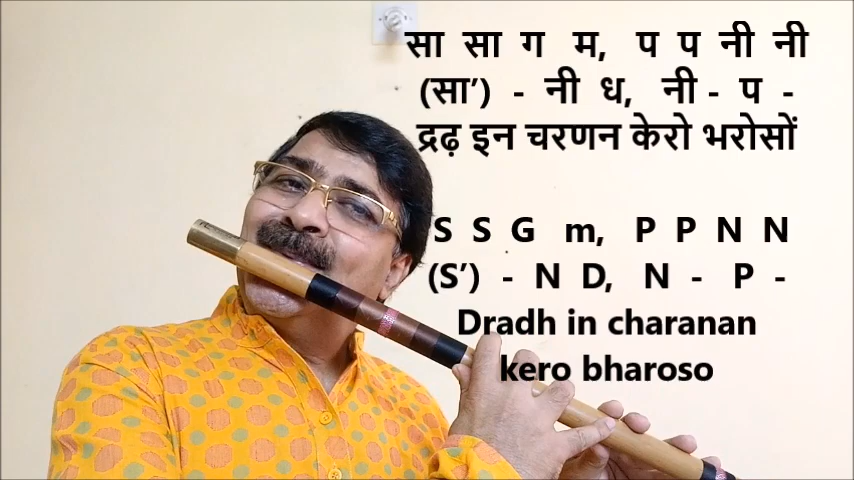 सा सा ग म, प प नी नी
(सा’) - नी ध, नी - प -
द्रढ़ इन चरणन केरो भरोसों
S S G m, P P N N
(S’) - N D, N - P -
Dradh in charanan
kero bharoso